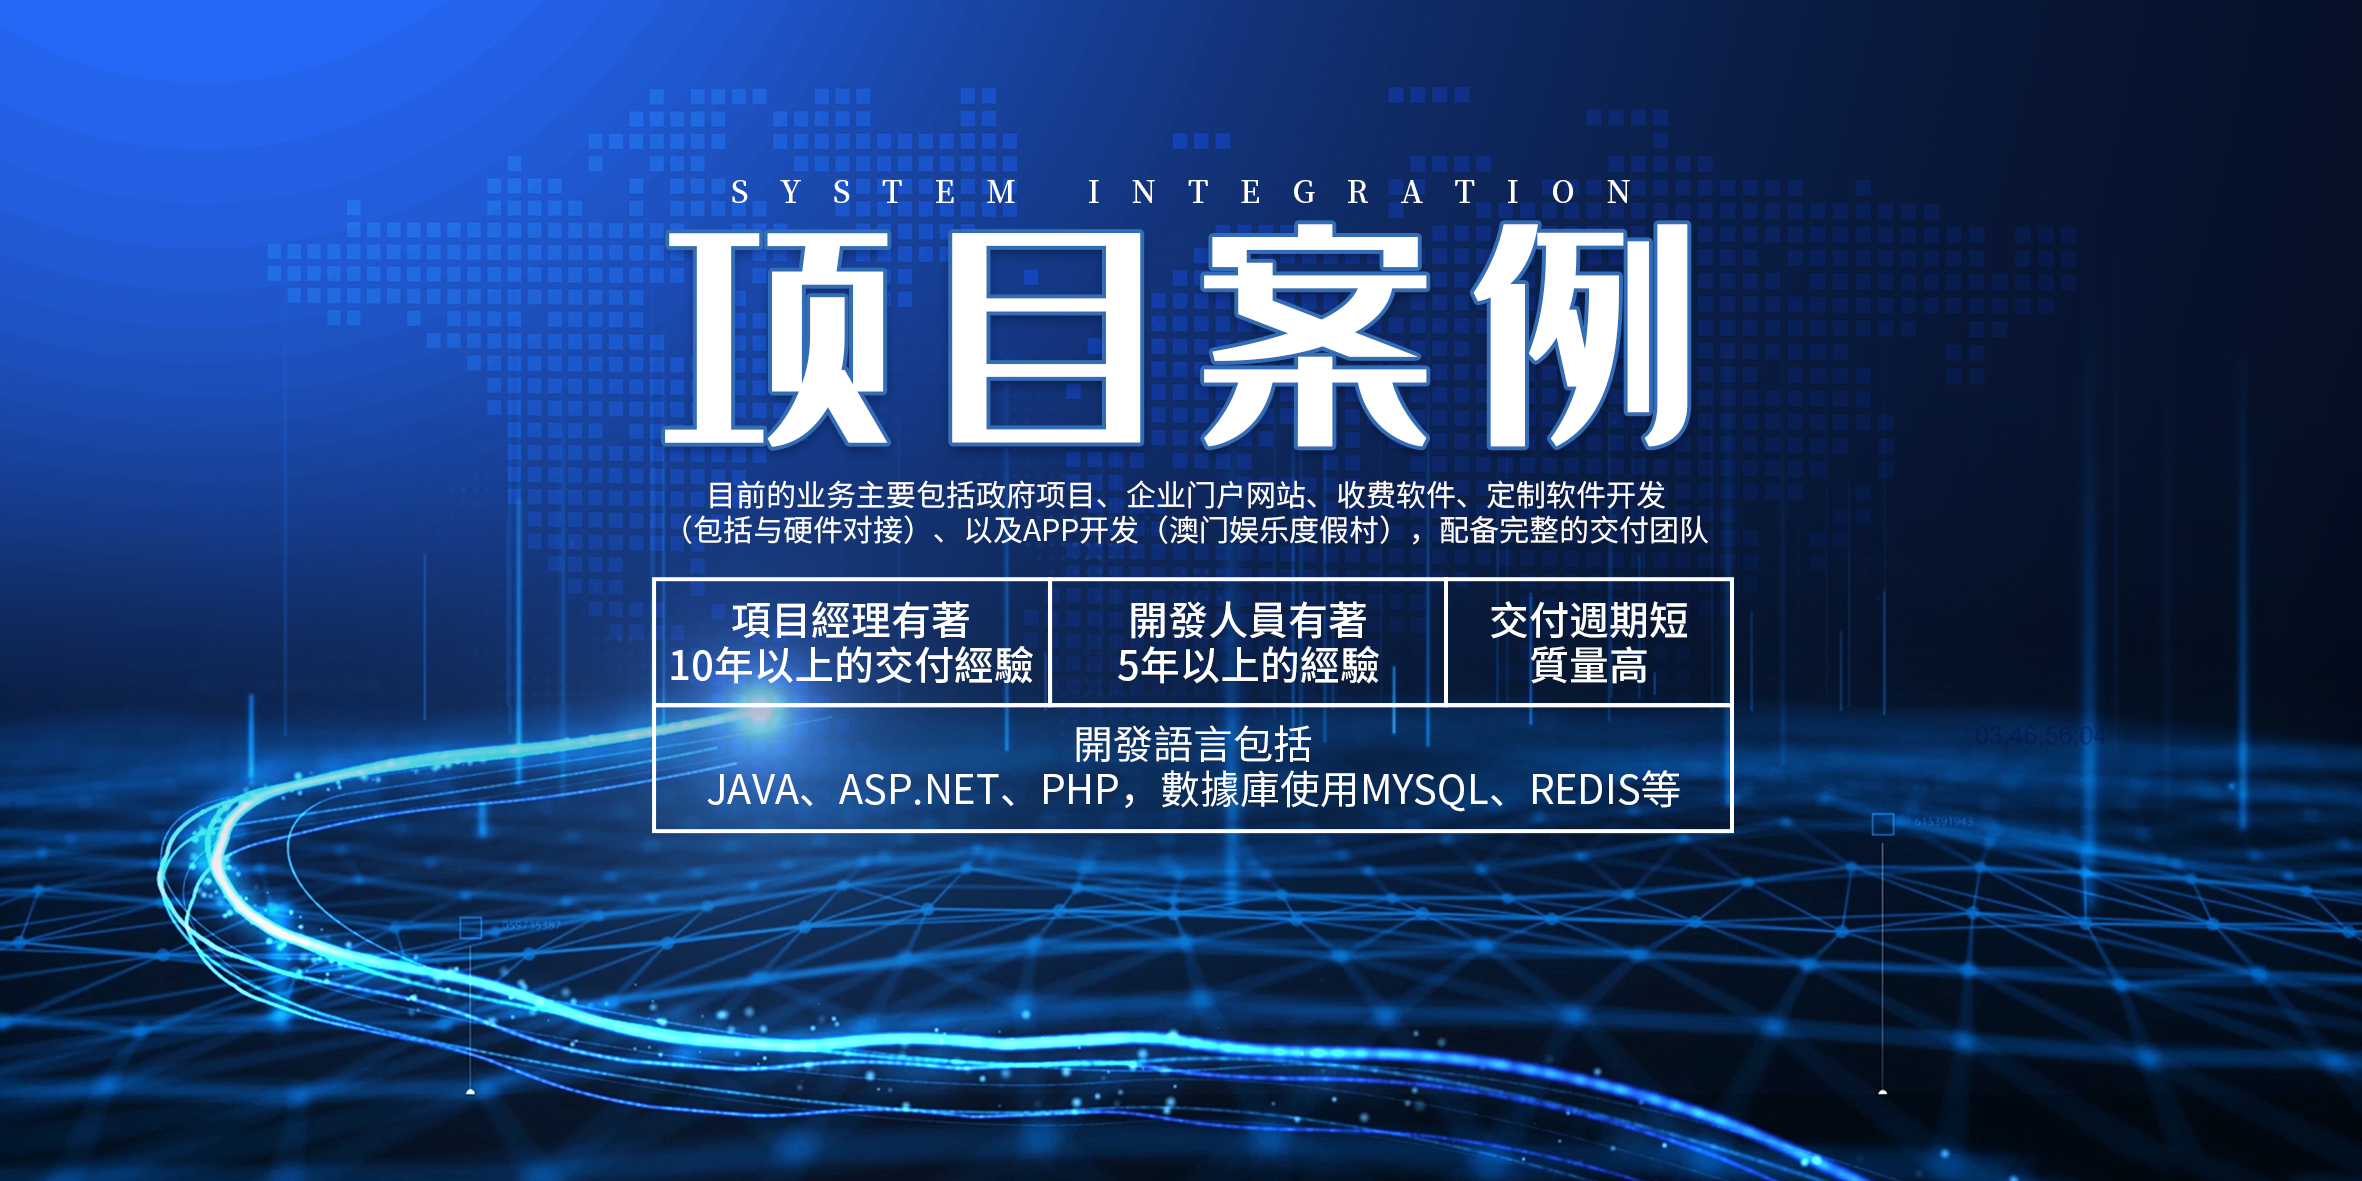 SYSTEM INTEGRATION
项目案例
目前的业务主要包括政府项目、企业门户网站、收费软件、定制软件开发
（包括与硬件对接）、以及APP开发（澳门娱乐度假村），配备完整的交付团队
項目經理有著
10年以上的交付經驗
開發人員有著
5年以上的經驗
交付週期短
質量高
開發語言包括
JAVA、ASP.NET、PHP，數據庫使用MYSQL、REDIS等
03;46:56:04
615391943